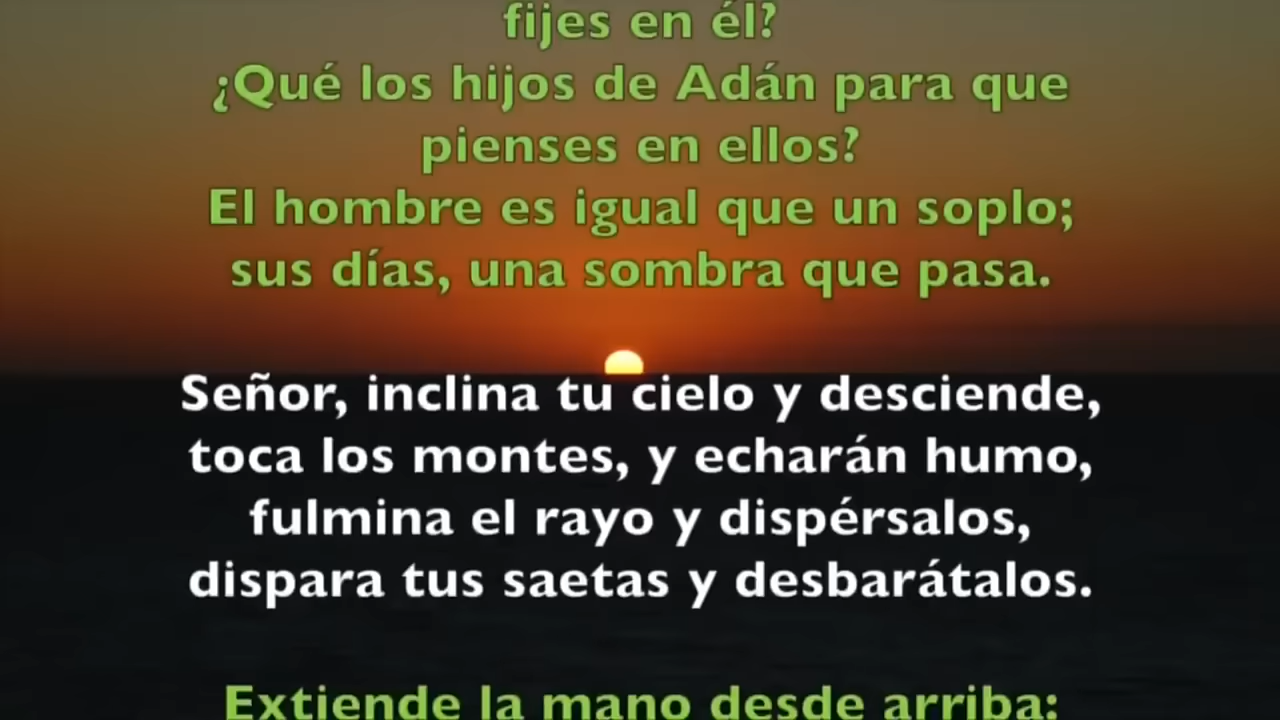 fijes en él?
¿Qué los hijos de Adán para que
pienses en ellos?
El hombre es igual que un soplo;
sus días, una sombra que pasa.
Señor, inclina tu cielo y desciende,
toca los montes, y echarán humo,
fulmina el rayo y dispérsalos,
dispara tus saetas y desbarátalos.
Extiende la mano desde arriba: